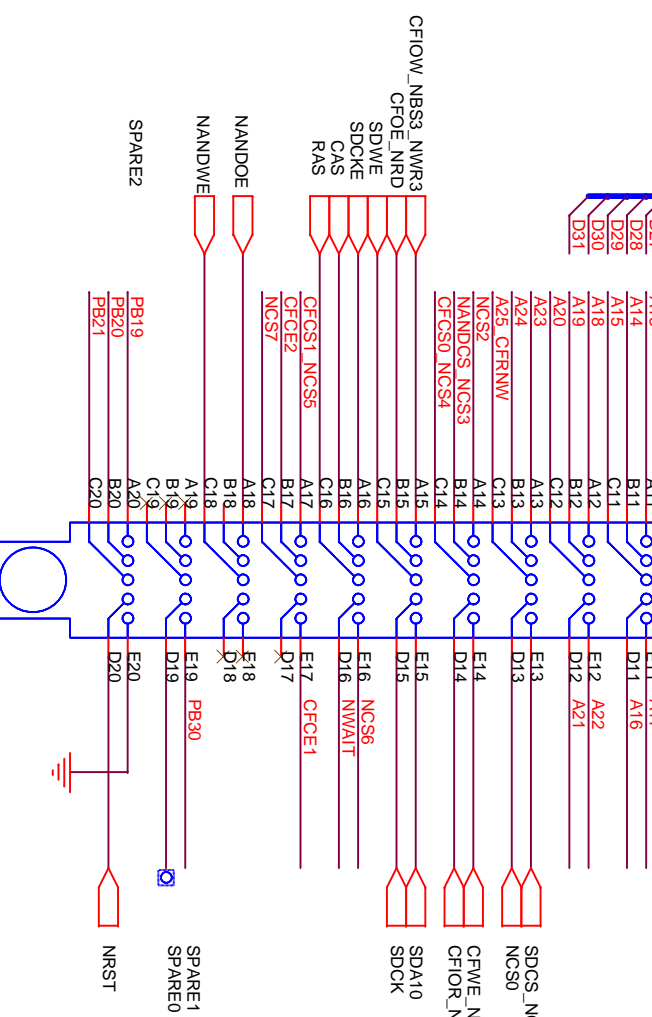 CFIOW_NBS3_NWR3
CFOE_NRD
SDWE
SDCKE
CAS
RAS
NANDOE
NANDWE
SPARE2
D31
D30
D29
D28
A14
A15
A18
A19
A20
A23
A24
A25_CFRNW
NCS2
NANDCS_NCS3
CFCS0_NCS4
CFCS1_NCS5
CFCE2
NCS7
PB19
PB20
PB21
B11
C11
A12
B12
C12
A13
B13
C13
A14
B14
C14
A15
B15
C15
A16
B16
C16
A17
B17
C17
A18
B18
C18
A19
B19
C19
A20
B20
C20
D11
E12
D12
E13
D13
E14
D14
E15
D15
E16
D16
E17
D17
E18
D18
E19
D19
E20
D20
A16
A22
A21
NCS6
NWAIT
CFCE1
PB30
NCS0
SDA10
SDCK
SPARE1
SPARE0
NRST